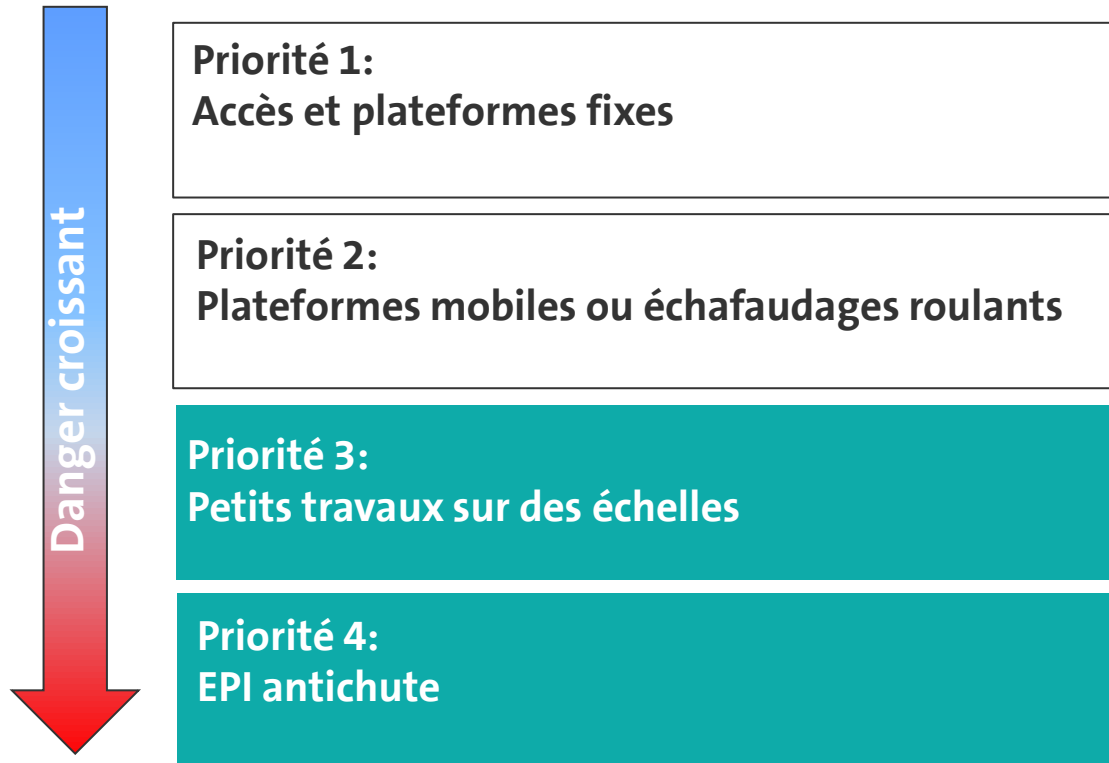 Danger croissant
Priorité 1:
Accès et plateformes fixes
Priorité 2:
Plateformes mobiles ou échafaudages roulants
Priorité 3:
Petits travaux sur des échelles
Priorité 4:
EPI antichute